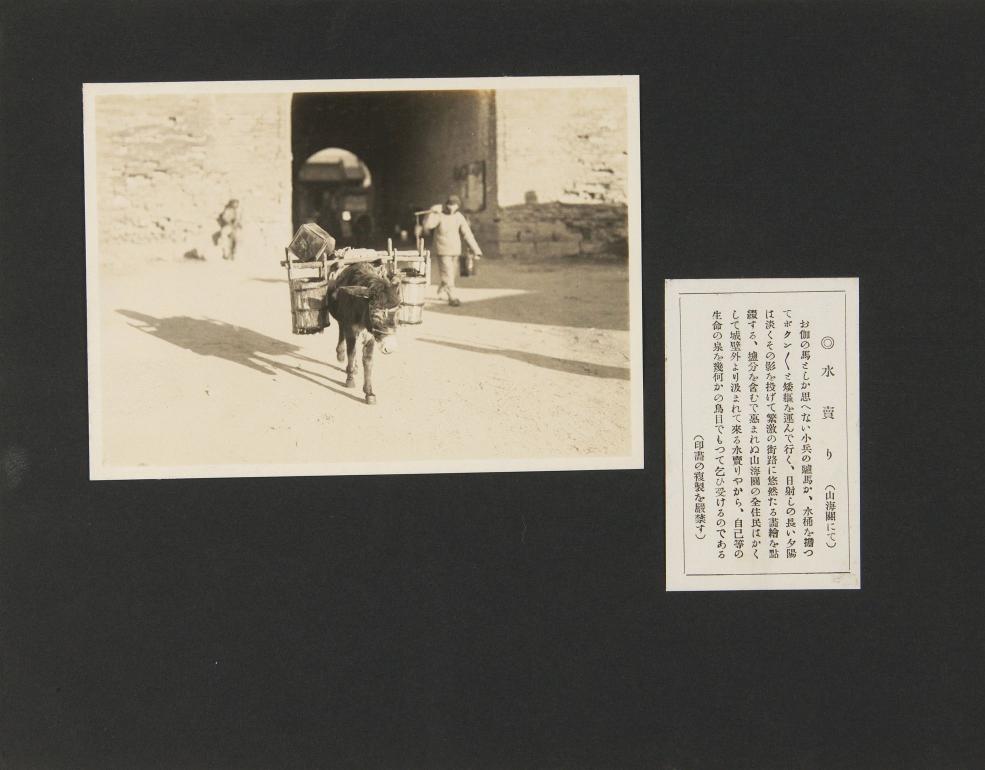 ◎水賣り（山海關にて）
お伽の馬としか思へない小兵の驢馬が、水桶を擔つ
てポクン〱と矮軀を運んで行く、日射しの長い夕陽
は淡くその影を投げて繁激の街路に悠然たる畵繪を點
綴する、鹽分を含むで惠まれぬ山海關の全住民はかく
して城壁外より汲まれて來る水賣りやから、自己等の
生命の泉を幾何かの鳥目でもつて乞ひ受けるのである
（印畵の複製を嚴禁す）